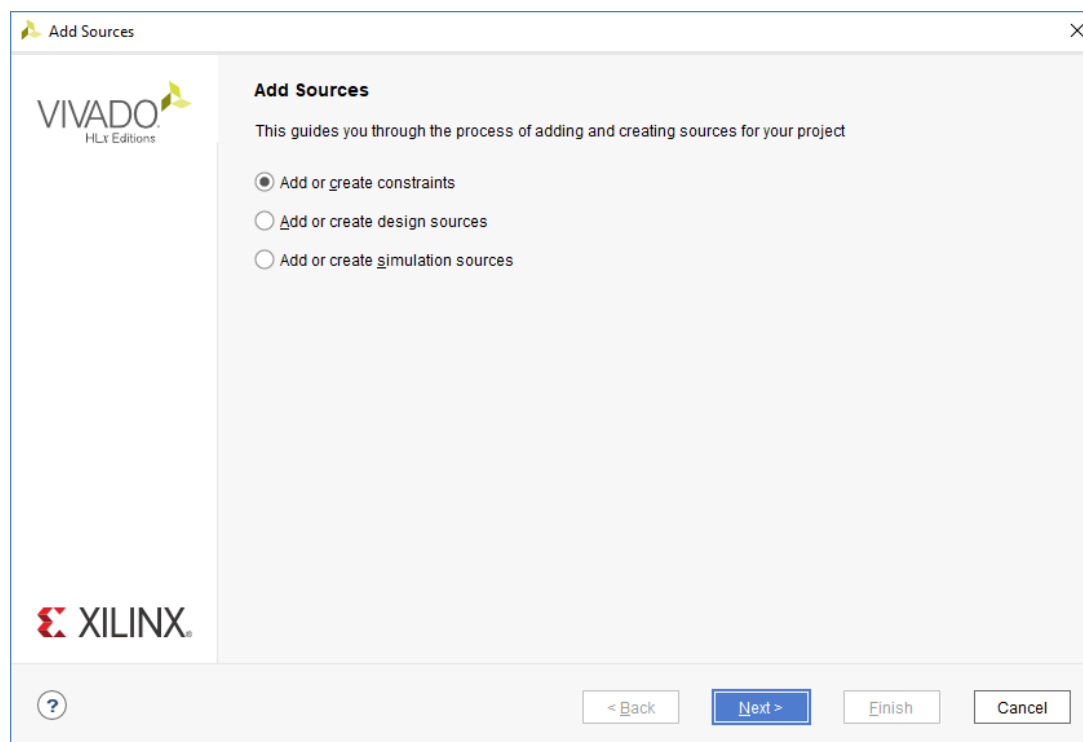 Add Sources
VIVADO
HLx Editions
Add Sources
This guides you through the process of adding and creating sources for your project
Add or create constraints
Add or create design sources
Add or create simulation sources
XILINX®
?
< Back
Next >
Finish
Cancel